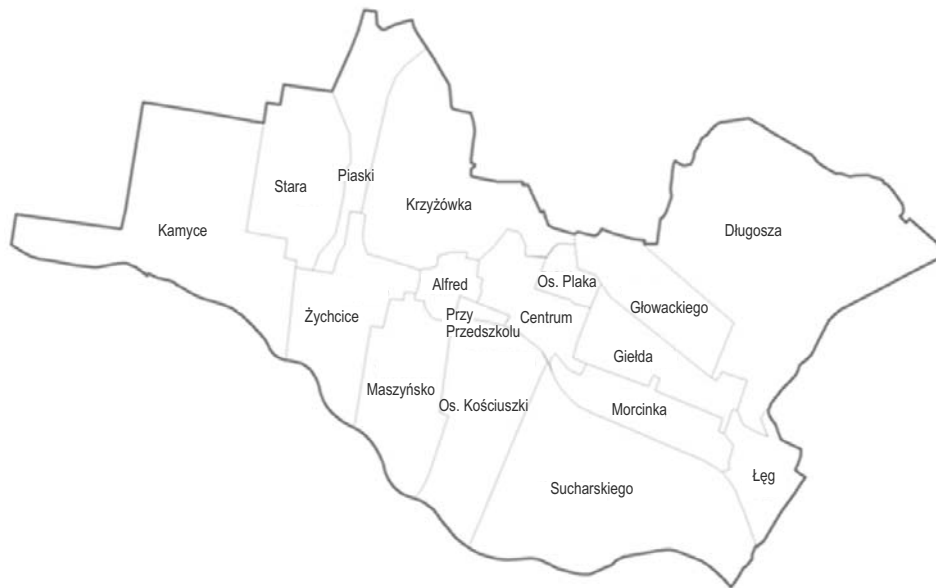 Piaski
Stara
Krzyżówka
Kamyce
Długosza
Os. Plaka
Alfred
Głowackiego
Żychcice
Przy
Przedszkolu
Centrum
Giełda
Maszyńsko
Os. Kościuszki
Morcinka
Łęg
Sucharskiego